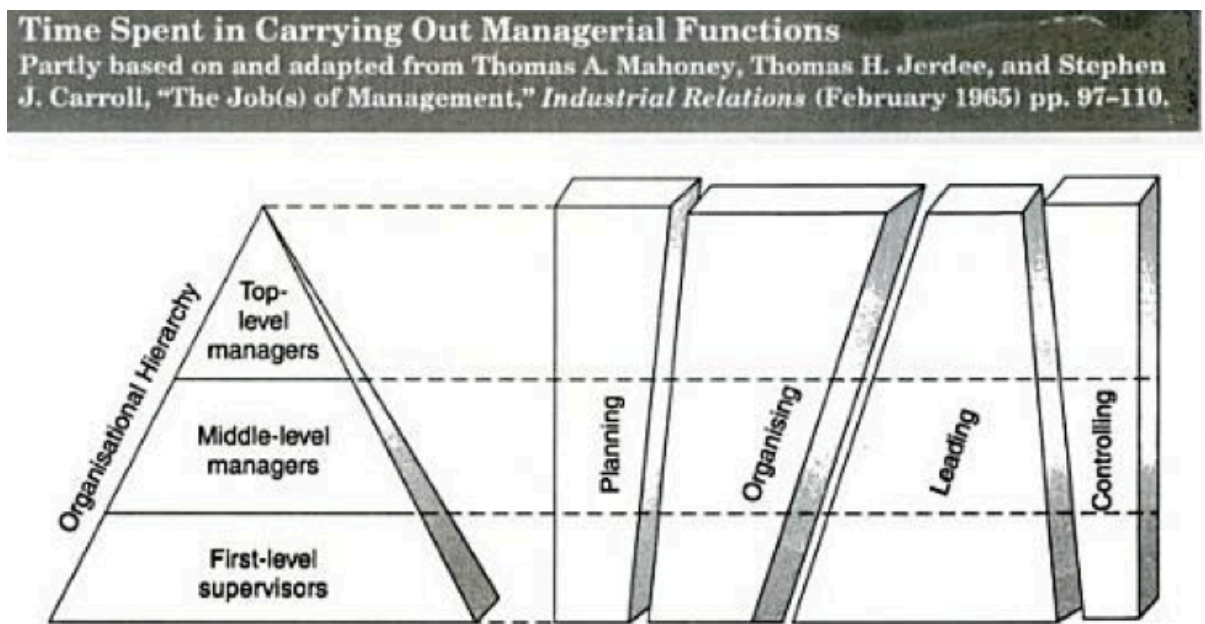 Time Spent in Carrying Out Managerial Functions
Partly based on and adapted from Thomas A. Mahoney, Thomas H. Jerdee, and Stephen
J. Carroll, “The Job(s) of Management,” Industrial Relations (February 1965) pp. 97–110.
Organisational Hierarchy
Top-
level
managers
Middle-level
managers
First-level
supervisors
Planning
Organising
Leading
Controlling